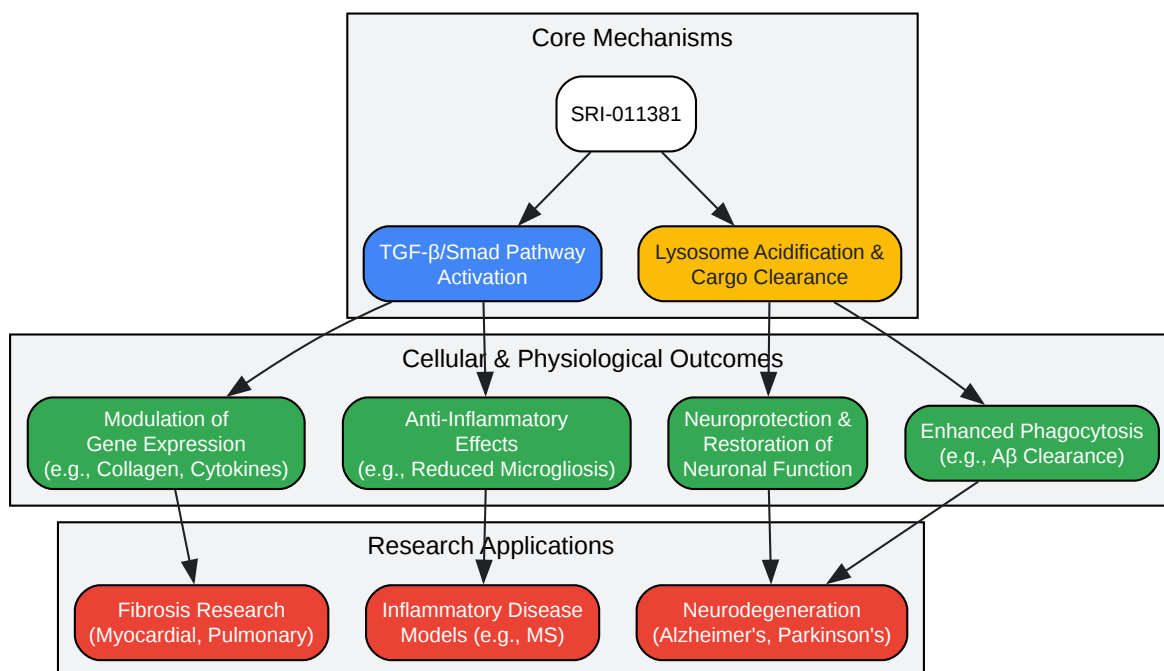 Core Mechanisms
SRI-011381
TGF-β/Smad Pathway
Activation
Lysosome Acidification &
Cargo Clearance
Cellular & Physiological Outcomes
Modulation of
Gene Expression
(e.g., Collagen, Cytokines)
Anti-Inflammatory
Effects
(e.g., Reduced Microgliosis)
Neuroprotection &
Restoration of
Neuronal Function
Enhanced Phagocytosis
(e.g., Aβ Clearance)
Research Applications
Fibrosis Research
(Myocardial, Pulmonary)
Inflammatory Disease
Models (e.g., MS)
Neurodegeneration
(Alzheimer's, Parkinson's)